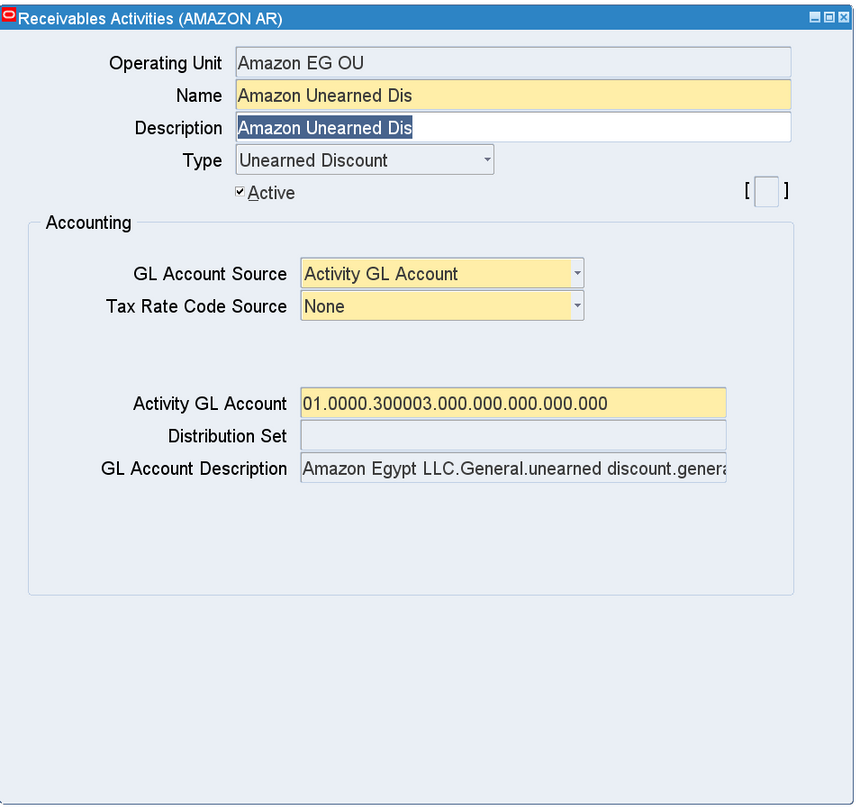 Receivables Activities (AMAZON AR)
Operating Unit Amazon EG OU
Name Amazon Unearned Dis
Description Amazon Unearned Dis
Type Unearned Discount
Active [ ]
Accounting
GL Account Source Activity GL Account
Tax Rate Code Source None
Activity GL Account 01.0000.300003.000.000.000.000.000
Distribution Set
GL Account Description Amazon Egypt LLC.General.unearned discount.genera